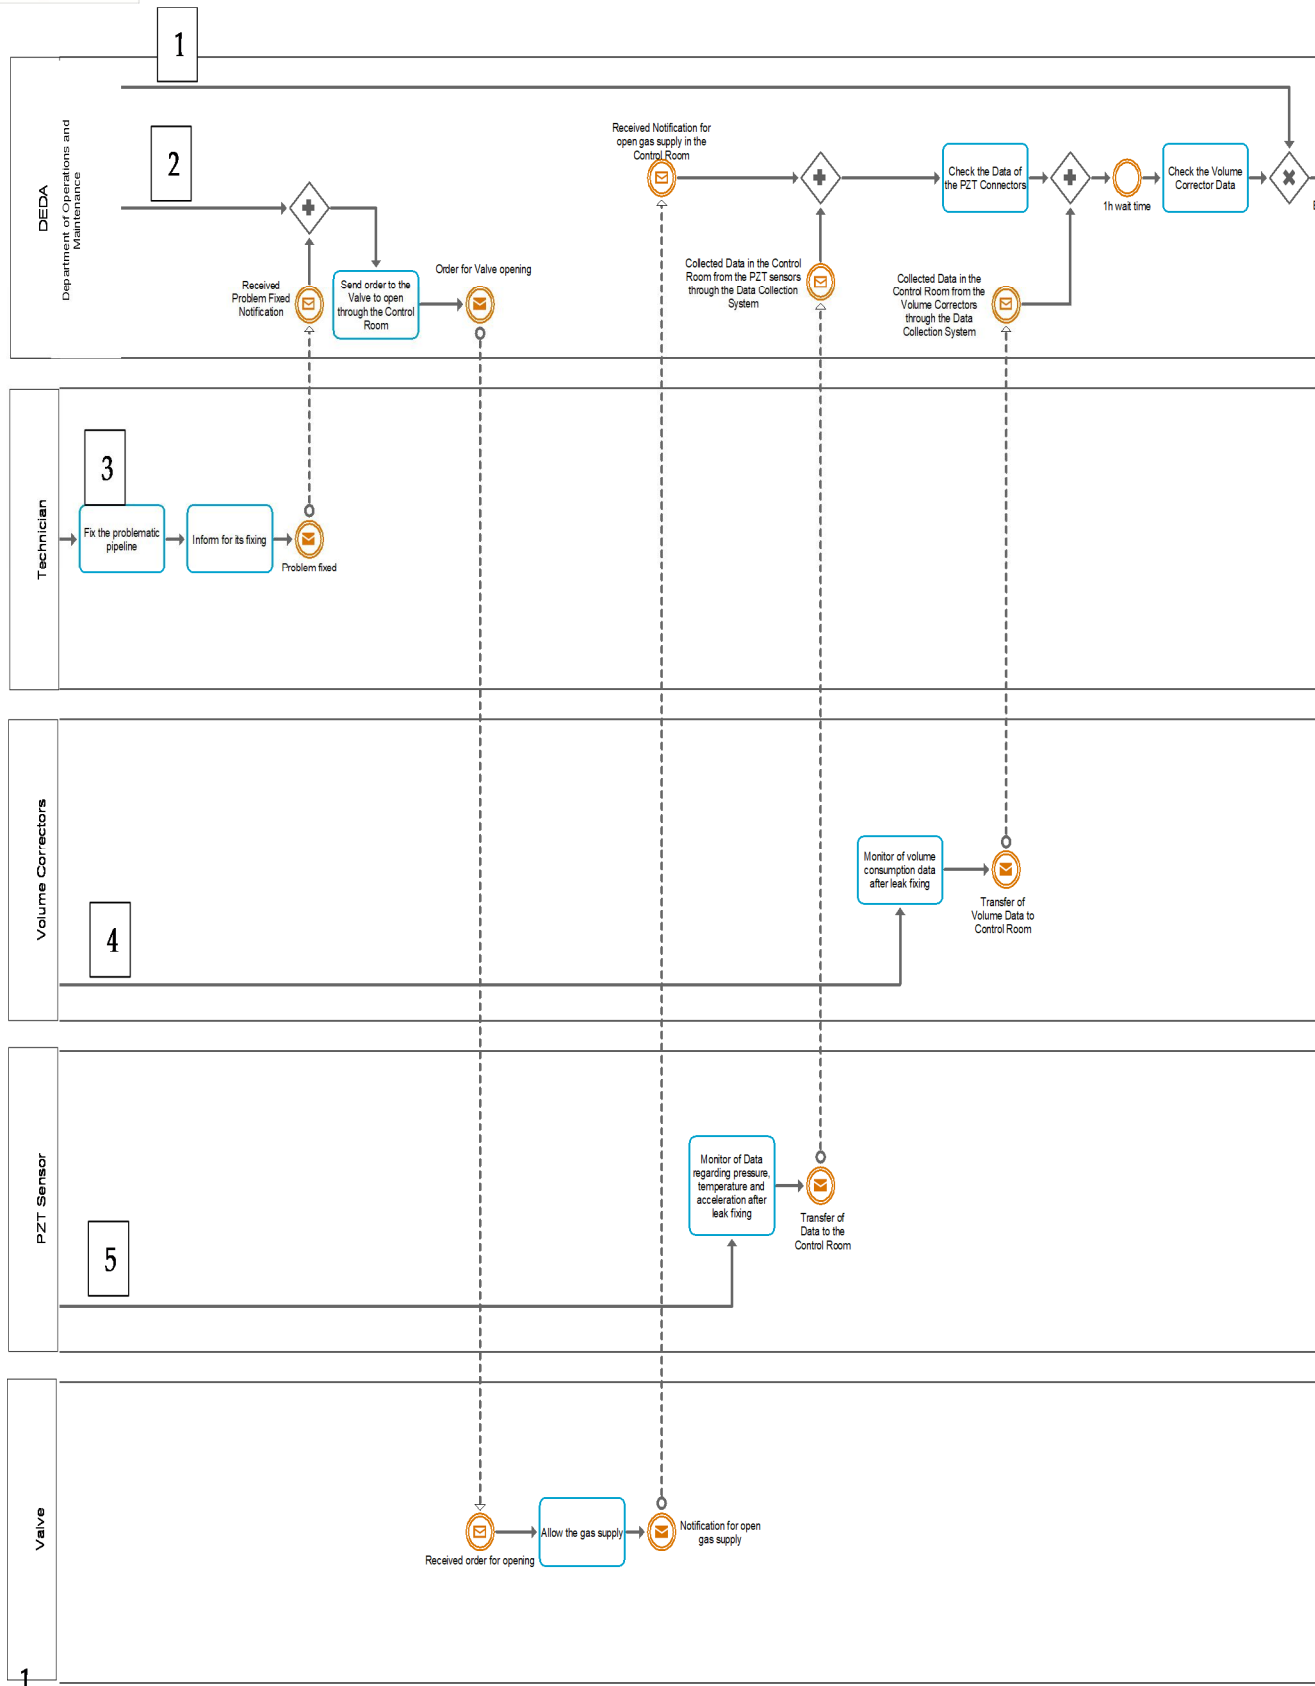 1
2
DEDA
Department of Operations and
Maintenance
Received Notification for
open gas supply in the
Control Room
Check the Data of
the PZT Connectors
1h wait time
Check the Volume
Corrector Data
Received
Problem Fixed
Notification
Send order to the
Valve to open
through the Control
Room
Order for Valve opening
Collected Data in the Control
Room from the PZT sensors
through the Data Collection
System
Collected Data in the
Control Room from the
Volume Correctors
through the Data
Collection System
Technician
3
Fix the problematic
pipeline
Inform for its fixing
Problem fixed
Volume Correctors
4
Monitor of volume
consumption data
after leak fixing
Transfer of
Volume Data to
Control Room
PZT Sensor
5
Monitor of Data
regarding pressure,
temperature and
acceleration after
leak fixing
Transfer of
Data to the
Control Room
Valve
Received order for opening
Allow the gas supply
Notification for open
gas supply
1